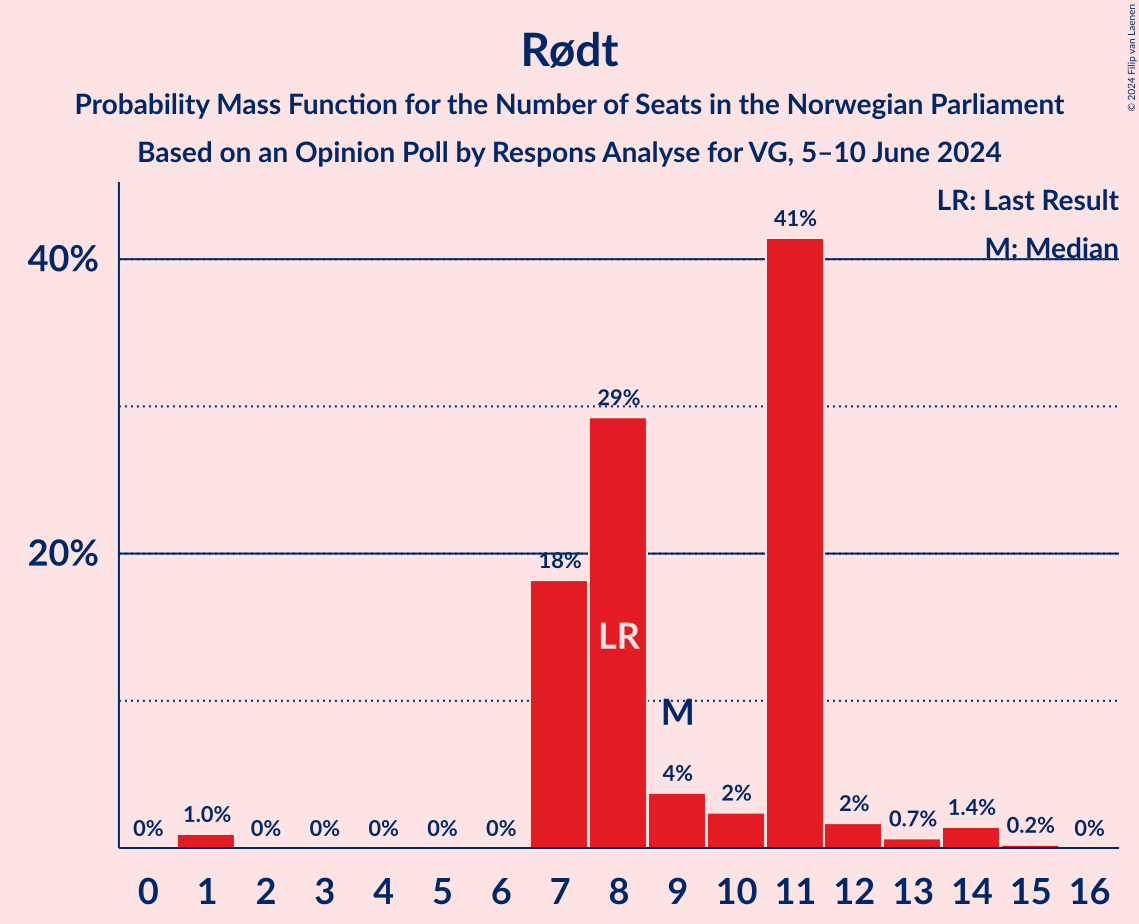 Rødt
Probability Mass Function for the Number of Seats in the Norwegian Parliament
Based on an Opinion Poll by Respons Analyse for VG, 5–10 June 2024
© 2024 Filip van Laenen
LR: Last Result
M: Median
40%
20%
0%
1.0%
0%
0%
0%
0%
0%
18%
29%
4%
2%
41%
2%
0.7%
1.4%
0.2%
0%
LR
M
0 1 2 3 4 5 6 7 8 9 10 11 12 13 14 15 16